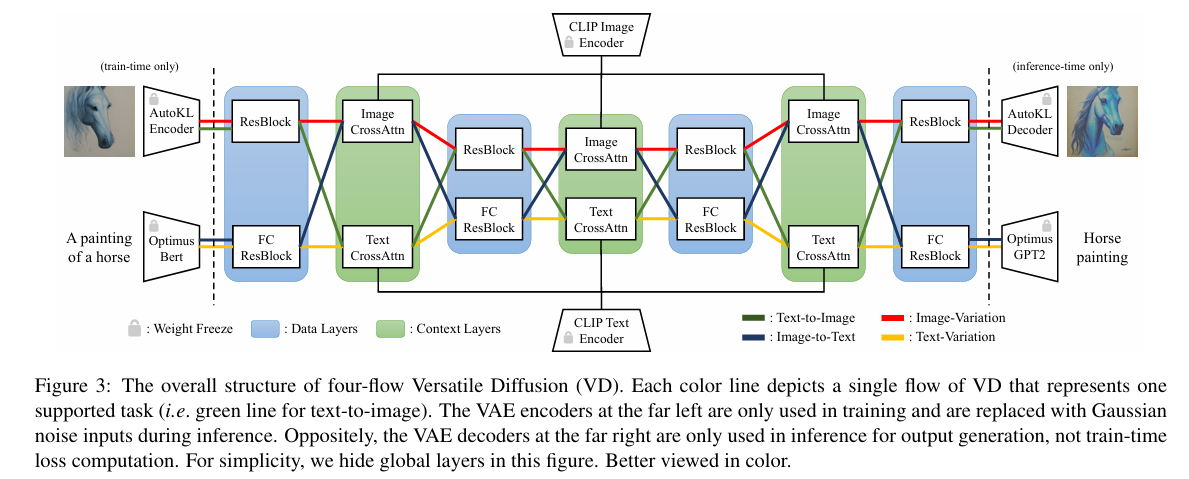 CLIP Image
Encoder
(train-time only)
(inference-time only)
AutoKL
Encoder
ResBlock
Image
CrossAttn
ResBlock
Image
CrossAttn
ResBlock
Image
CrossAttn
ResBlock
AutoKL
Decoder
A painting
of a horse
Optimus
Bert
FC
ResBlock
Text
CrossAttn
FC
ResBlock
Text
CrossAttn
FC
ResBlock
Text
CrossAttn
FC
ResBlock
Optimus
GPT2
Horse
painting
CLIP Text
Encoder
: Weight Freeze
: Data Layers
: Context Layers
: Text-to-Image
: Image-Variation
: Image-to-Text
: Text-Variation
Figure 3: The overall structure of four-flow Versatile Diffusion (VD). Each color line depicts a single flow of VD that represents one
supported task (i.e. green line for text-to-image). The VAE encoders at the far left are only used in training and are replaced with Gaussian
noise inputs during inference. Oppositely, the VAE decoders at the far right are only used in inference for output generation, not train-time
loss computation. For simplicity, we hide global layers in this figure. Better viewed in color.